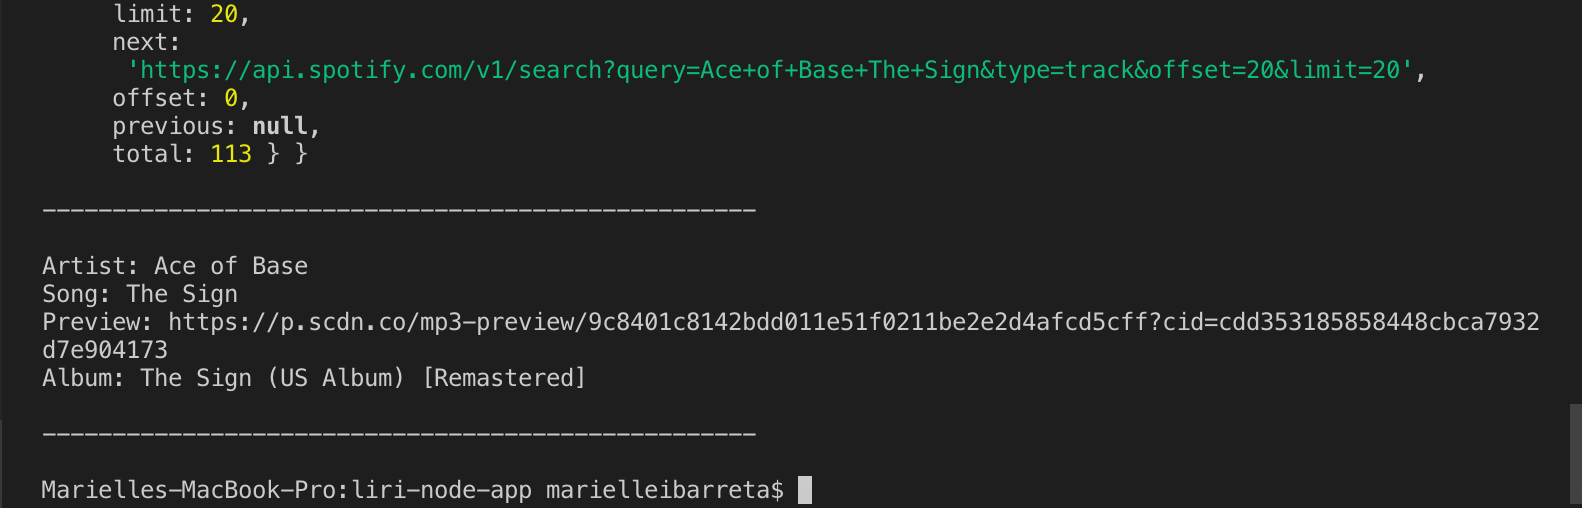 limit: 20,
next:
'https://api.spotify.com/v1/search?query=Ace+of+Base+The+Sign&type=track&offset=20&limit=20',
offset: 0,
previous: null,
total: 113 } }
---------------------------------------------------
Artist: Ace of Base
Song: The Sign
Preview: https://p.scdn.co/mp3-preview/9c8401c8142bdd011e51f0211be2e2d4afcd5cff?cid=cdd353185858448cbca7932
d7e904173
Album: The Sign (US Album) [Remastered]
---------------------------------------------------
Marielles-MacBook-Pro:liri-node-app marielleibarreta$